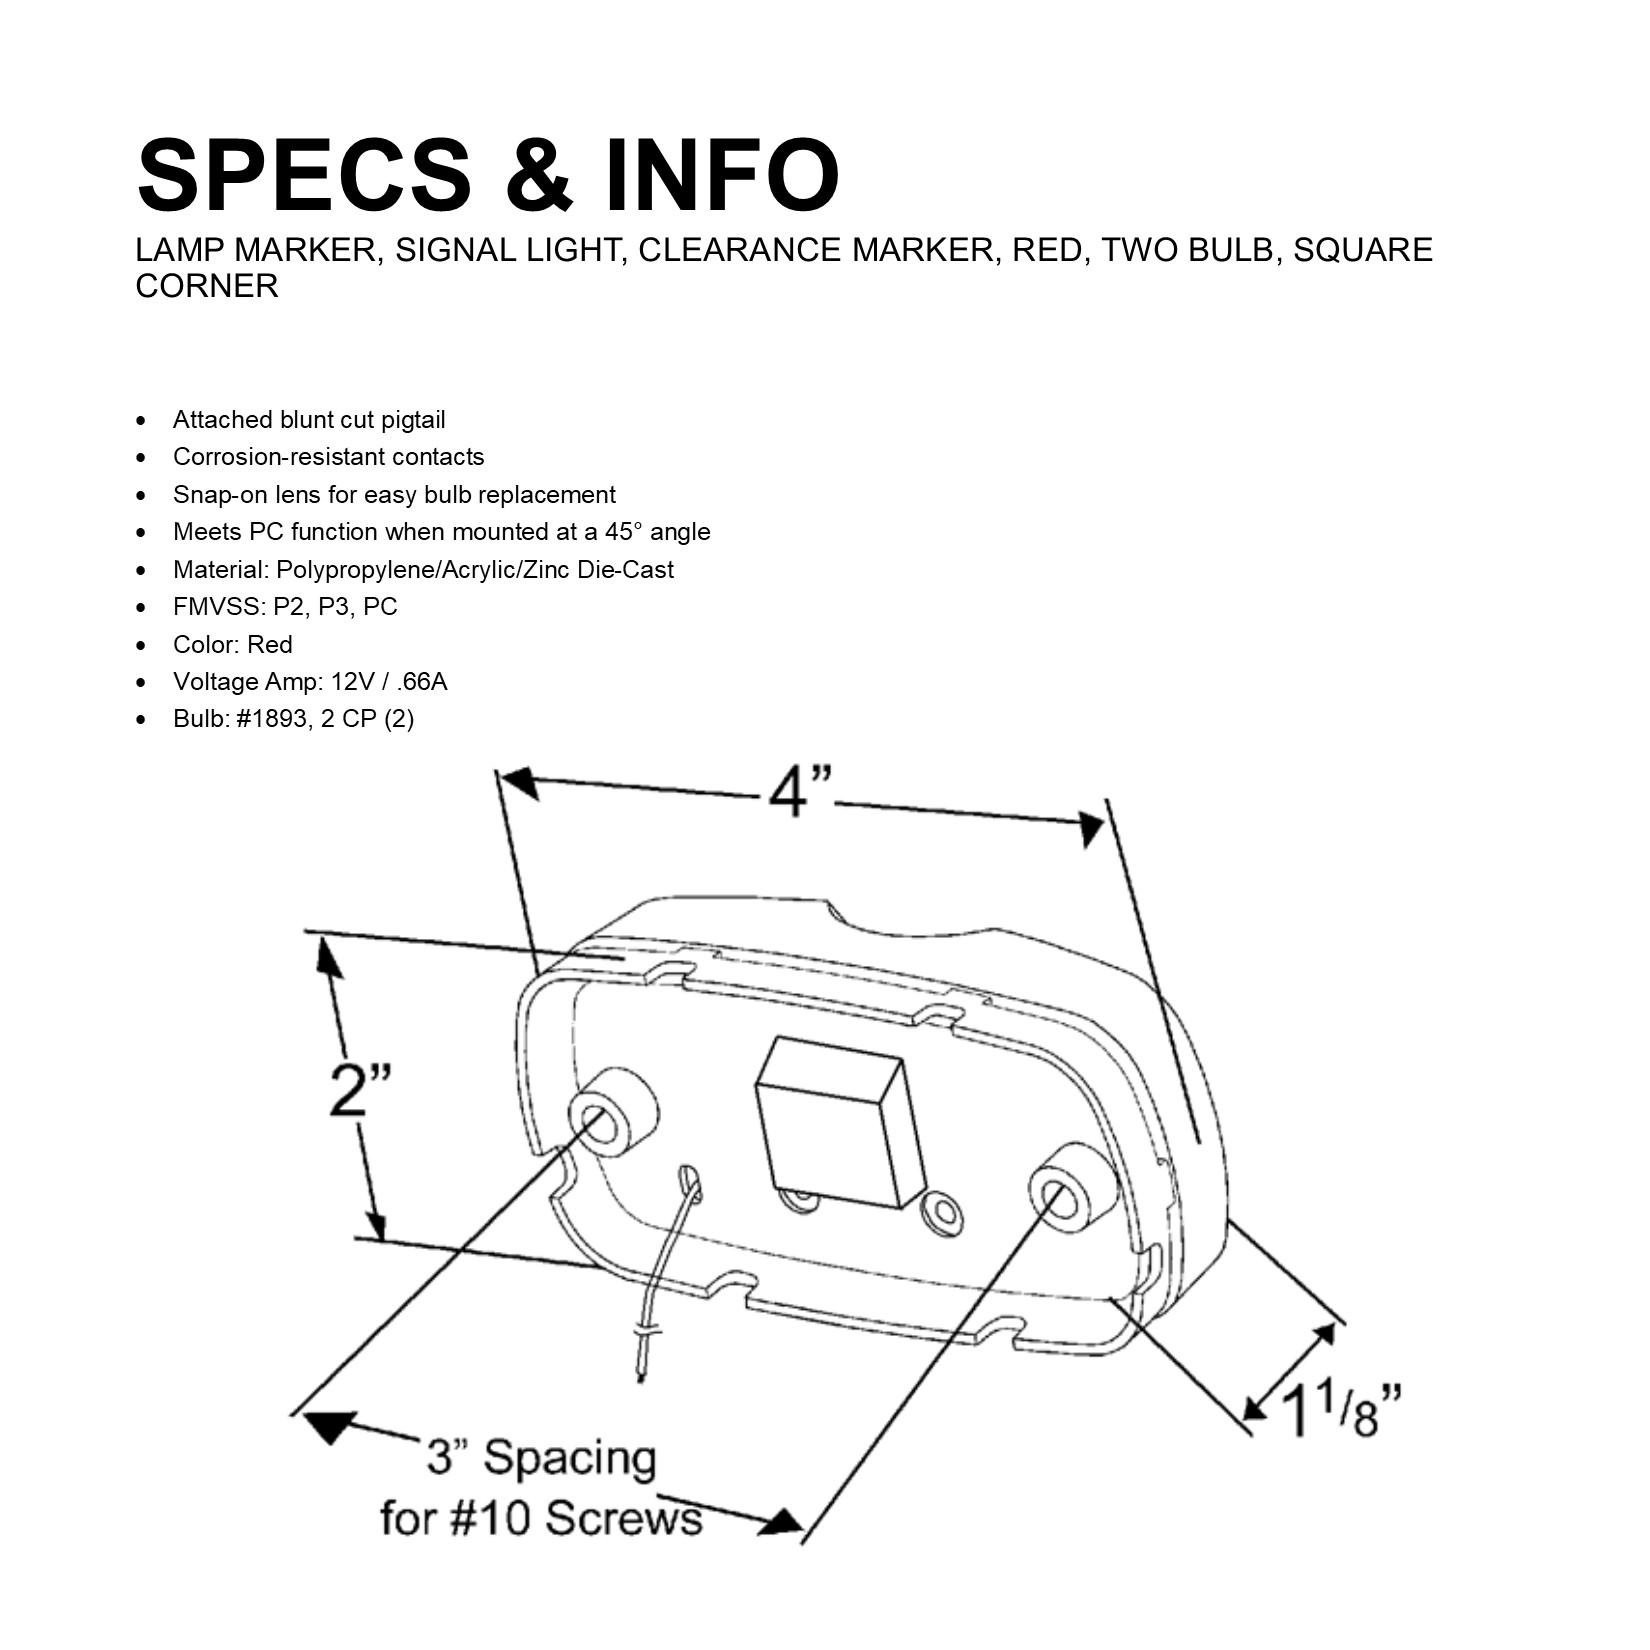 SPECS & INFO
LAMP MARKER, SIGNAL LIGHT, CLEARANCE MARKER, RED, TWO BULB, SQUARE
CORNER
• Attached blunt cut pigtail
• Corrosion-resistant contacts
• Snap-on lens for easy bulb replacement
• Meets PC function when mounted at a 45° angle
• Material: Polypropylene/Acrylic/Zinc Die-Cast
• FMVSS: P2, P3, PC
• Color: Red
• Voltage Amp: 12V / .66A
• Bulb: #1893, 2 CP (2)
4”
2”
1 1/8”
3” Spacing
for #10 Screws